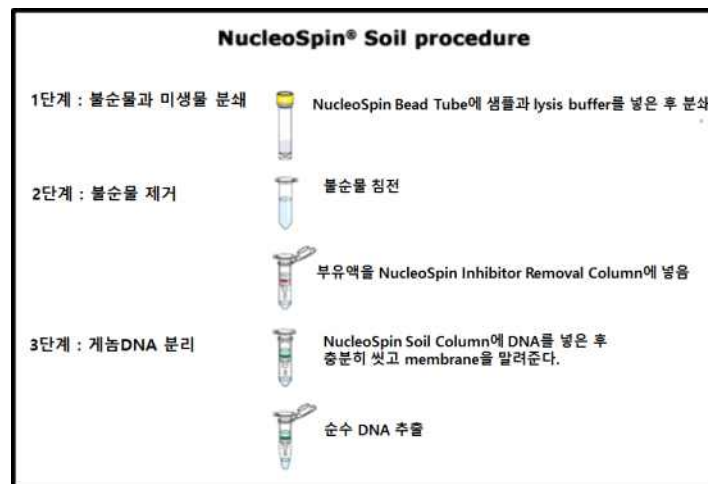 NucleoSpin® Soil procedure
1단계 : 불순물과 미생물 분쇄
NucleoSpin Bead Tube에 샘플과 lysis buffer를 넣은 후 분쇄
2단계 : 불순물 제거
불순물 침전
부유액을 NucleoSpin Inhibitor Removal Column에 넣음
3단계 : 게놈DNA 분리
NucleoSpin Soil Column에 DNA를 넣은 후
충분히 씻고 membrane을 말려준다.
순수 DNA 추출